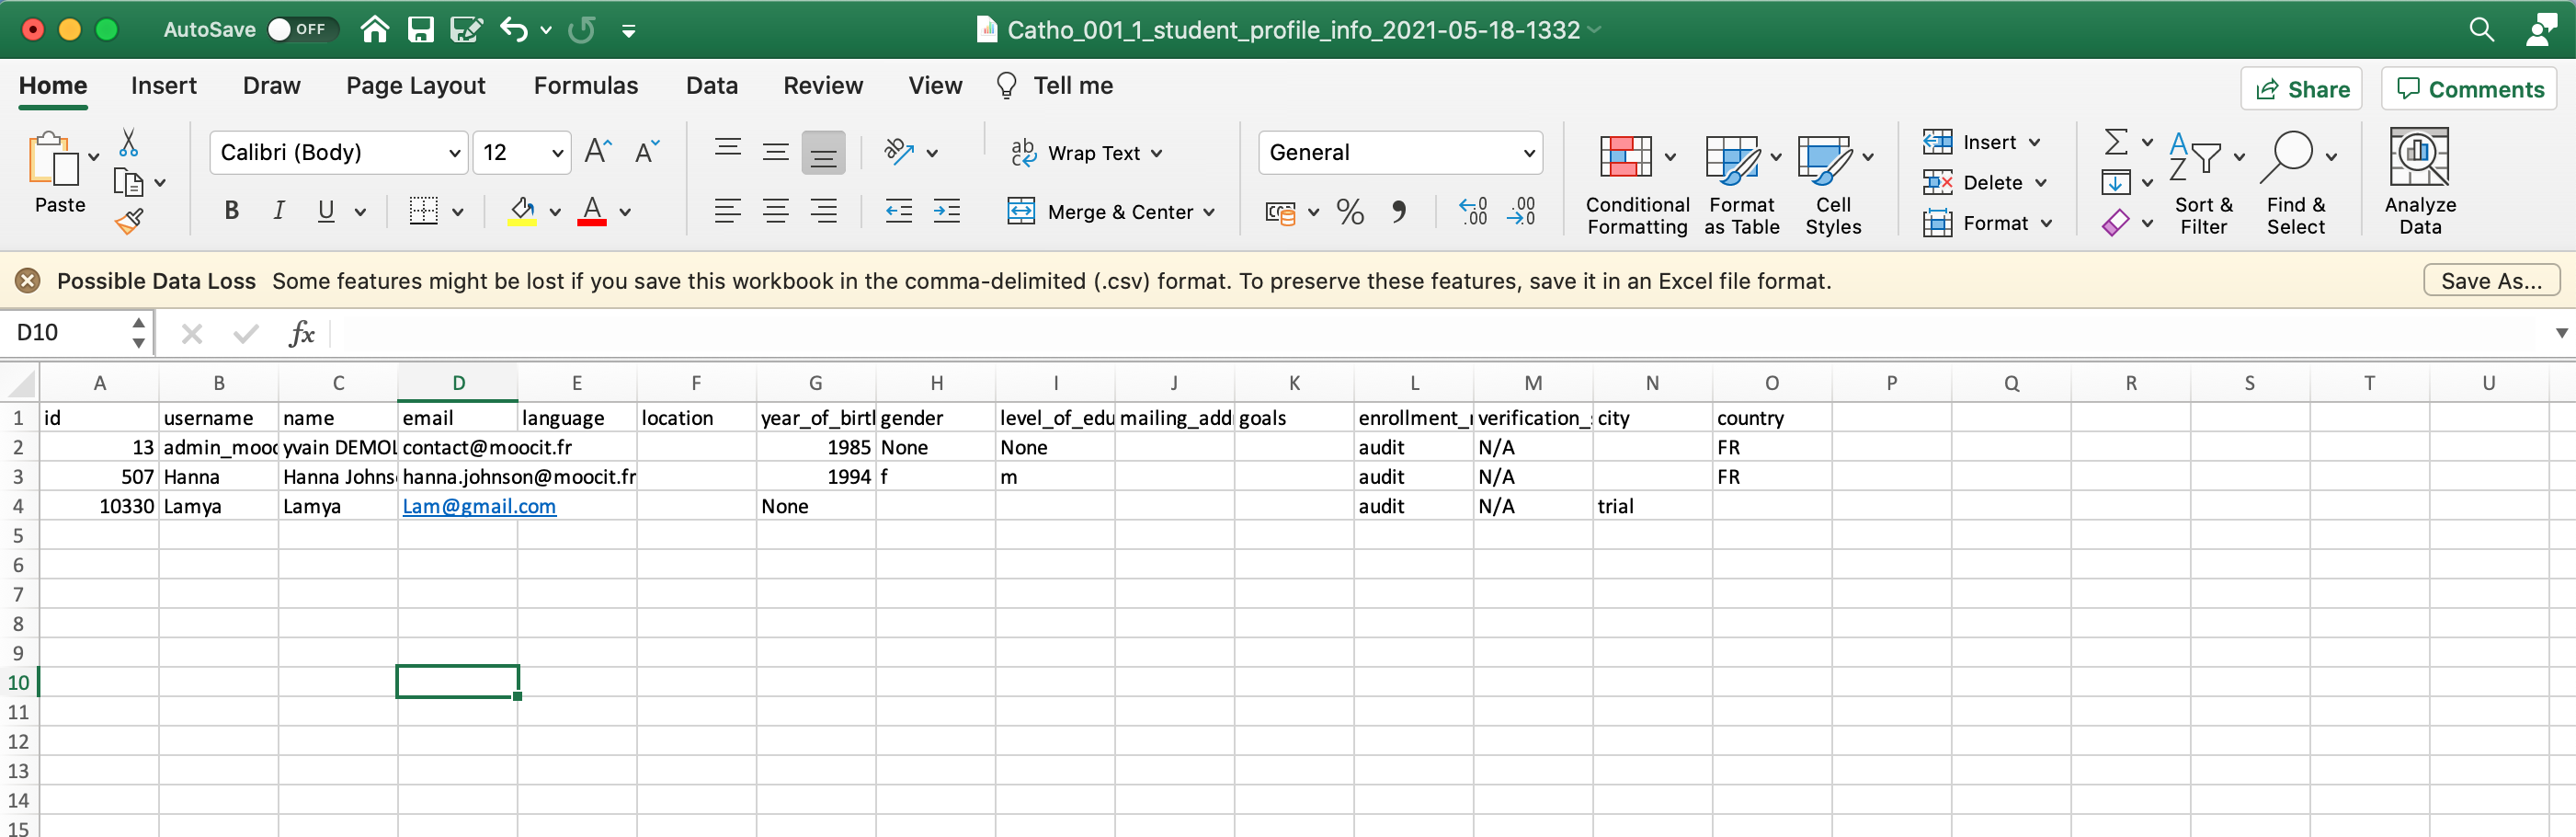 AutoSave OFF Catho_001_1_student_profile_info_2021-05-18-1332
Home Insert Draw Page Layout Formulas Data Review View Tell me Share Comments
Paste Calibri (Body) 12 Wrap Text General Insert
B I U Merge & Center Delete
Conditional Formatting Format as Table Cell Styles Format Sort & Filter Find & Select Analyze Data
Possible Data Loss Some features might be lost if you save this workbook in the comma-delimited (.csv) format. To preserve these features, save it in an Excel file format. Save As...
D10 fx
A B C D E F G H I J K L M N O P Q R S T U
1 id username name email language location year_of_birtl gender level_of_edu mailing_addı goals enrollment_ı verification_: city country
2 13 admin_mooc yvain DEMOL contact@moocit.fr 1985 None None audit N/A FR
3 507 Hanna Hanna Johns hanna.johnson@moocit.fr 1994 f m audit N/A FR
4 10330 Lamya Lamya Lam@gmail.com None audit N/A trial
5
6
7
8
9
10
11
12
13
14
15